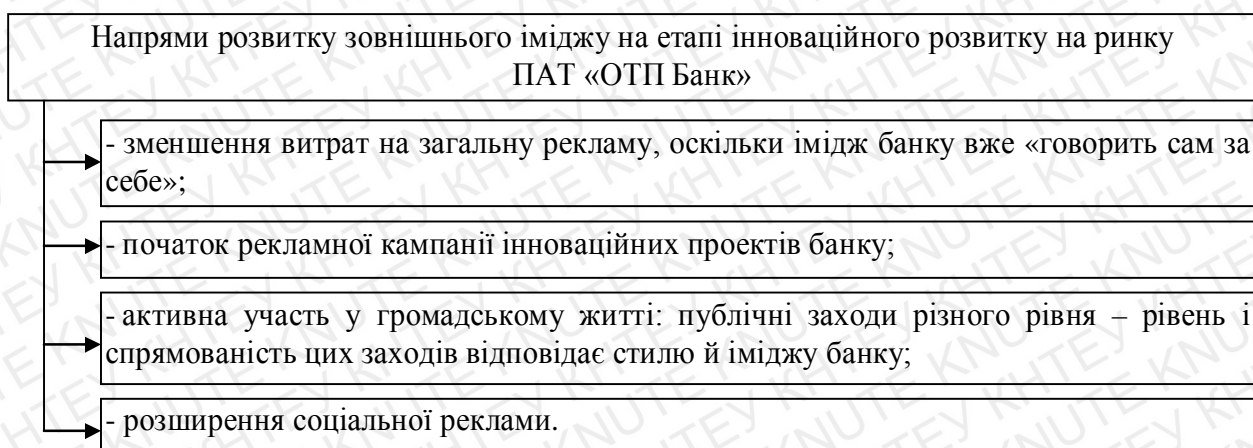 Напрями розвитку зовнішнього іміджу на етапі інноваційного розвитку на ринку
ПАТ «ОТП Банк»
- зменшення витрат на загальну рекламу, оскільки імідж банку вже «говорить сам за
себе»;
- початок рекламної кампанії інноваційних проектів банку;
- активна участь у громадському житті: публічні заходи різного рівня – рівень і
спрямованість цих заходів відповідає стилю й іміджу банку;
- розширення соціальної реклами.